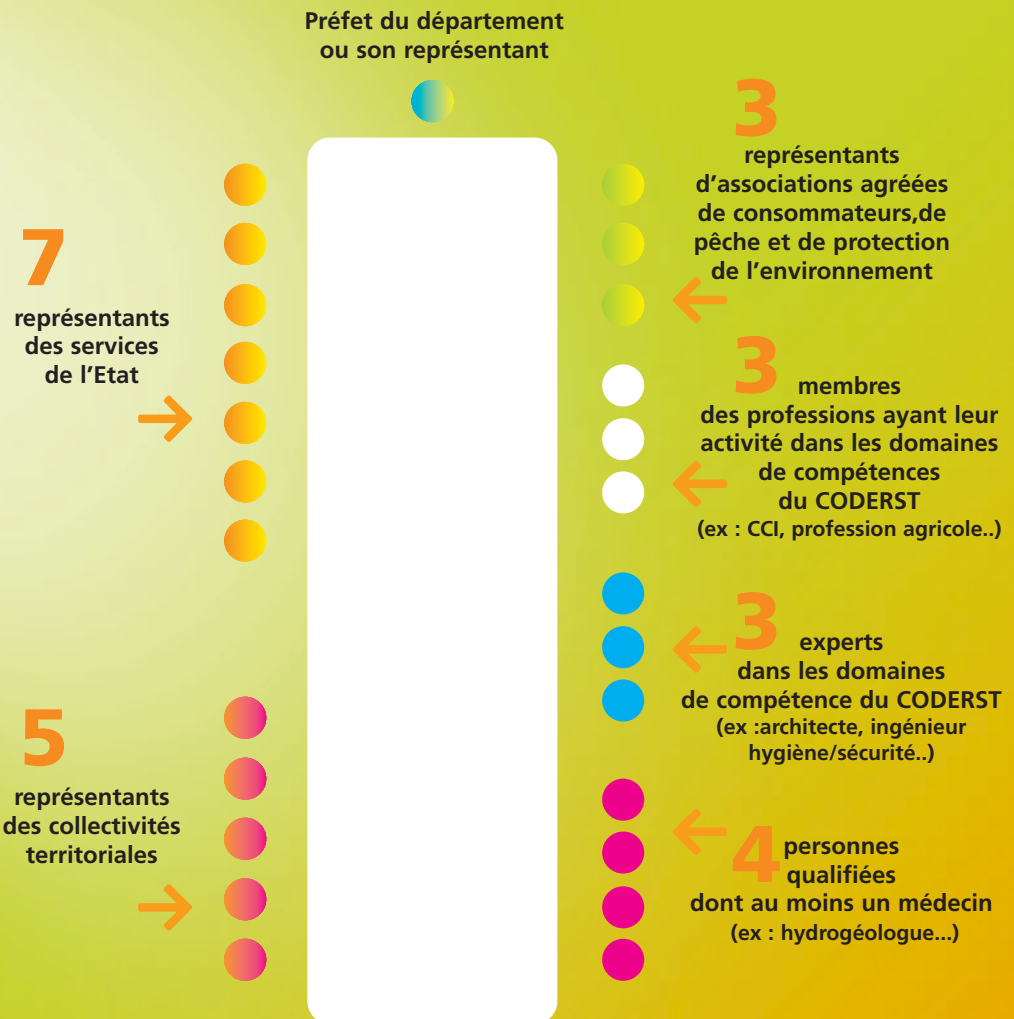 Préfet du département
ou son représentant
7
représentants
des services
de l'Etat
5
représentants
des collectivités
territoriales
3
représentants
d'associations agréées
de consommateurs,de
pêche et de protection
de l'environnement
3
membres
des professions ayant leur
activité dans les domaines
de compétences
du CODERST
(ex : CCI, profession agricole..)
3
experts
dans les domaines
de compétence du CODERST
(ex :architecte, ingénieur
hygiène/sécurité..)
4
personnes
qualifiées
dont au moins un médecin
(ex : hydrogéologue...)